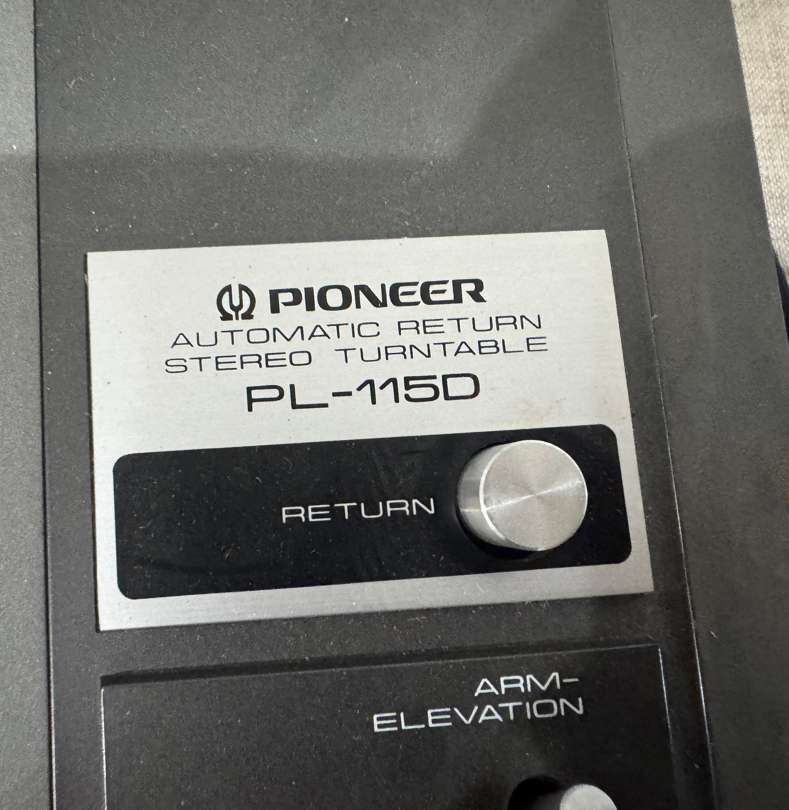 PIONEER
AUTOMATIC RETURN
STEREO TURNTABLE
PL-115D
RETURN
ARM-
ELEVATION